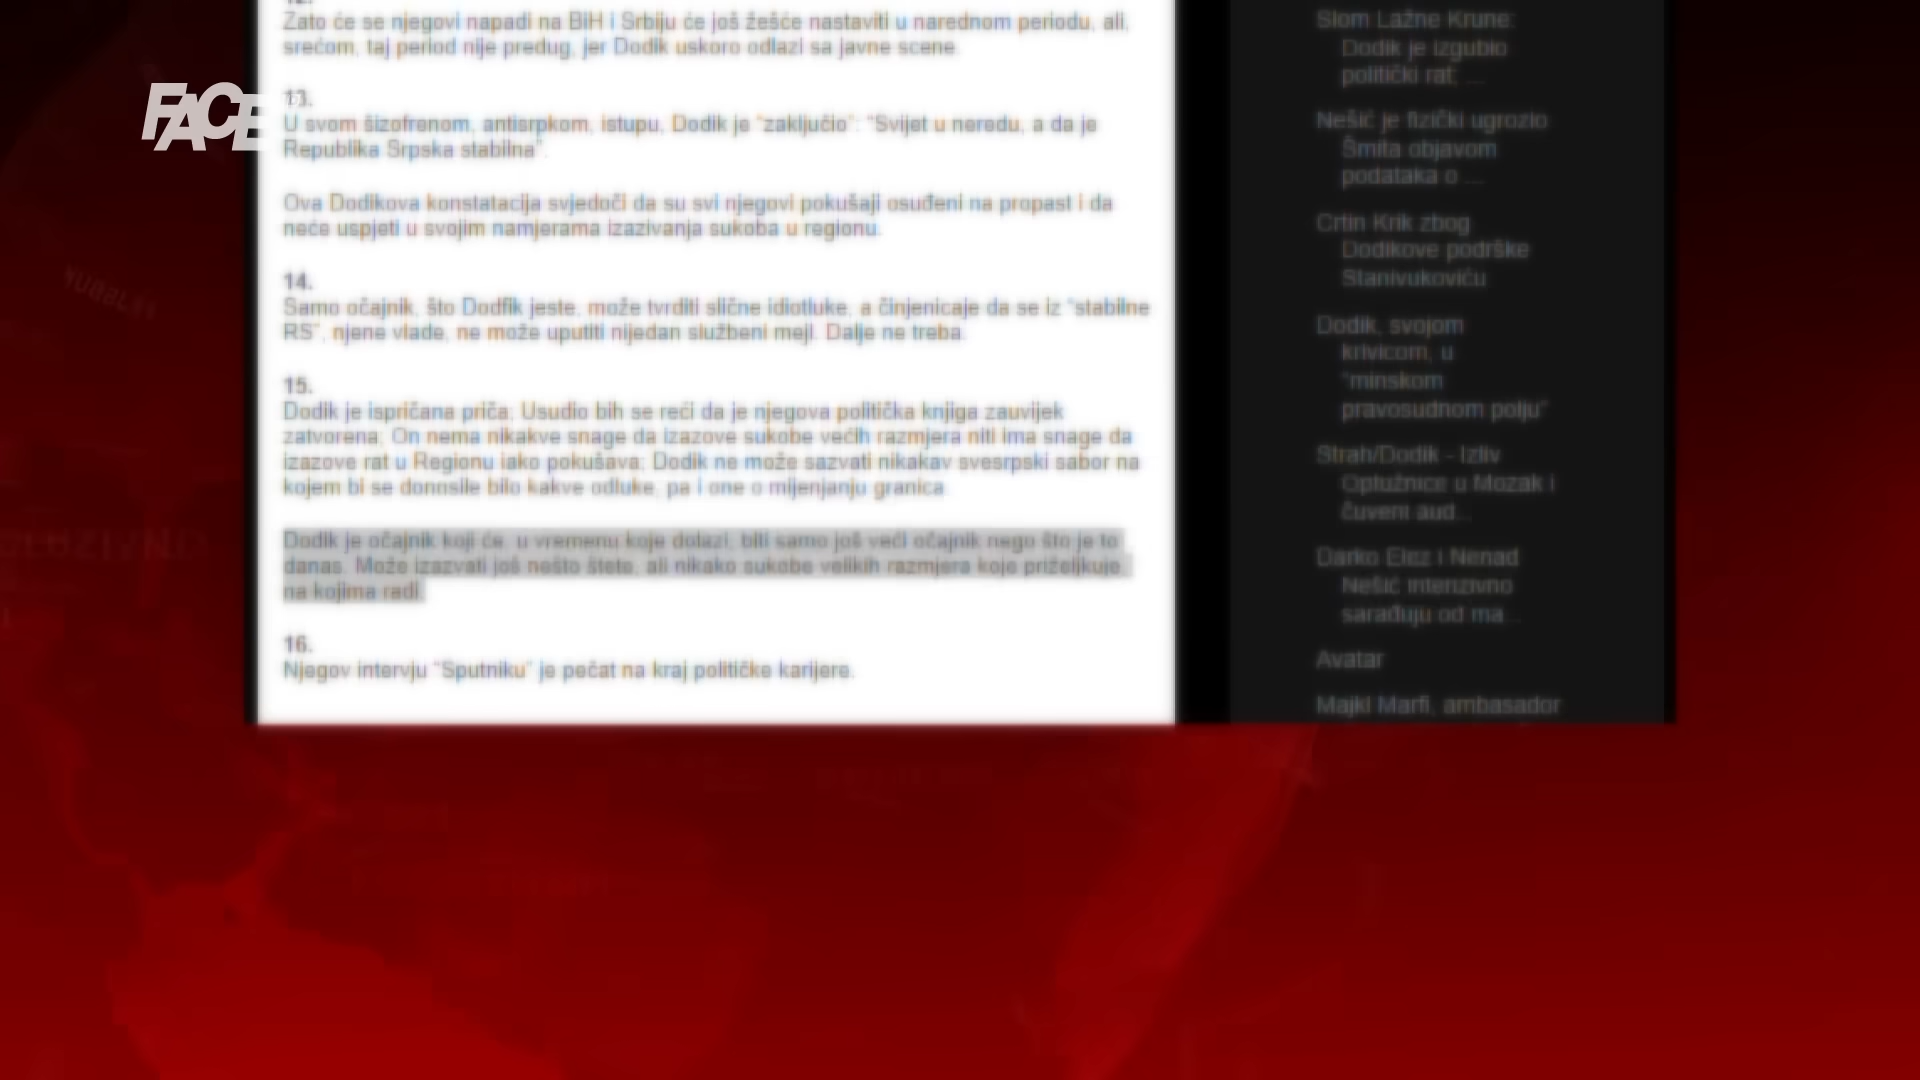 12.
Zato će se njegovi napadi na BiH i Srbiju će još žešće nastaviti u narednom periodu, ali,
srećom, taj period nije predug, jer Dodik uskoro odlazi sa javne scene.
FACE
13.
U svom šizofrenom, antisrpkom, istupu, Dodik je “zaključio”: “Svijet u neredu, a da je
Republika Srpska stabilna”.
Ova Dodikova konstatacija svjedoči da su svi njegovi pokušaji osuđeni na propast i da
neće uspjeti u svojim namjerama izazivanja sukoba u regionu.
14.
Samo očajnik, što Dodfik jeste, može tvrditi slične idiotluke, a činjenicaje da se iz “stabilne
RS”, njene vlade, ne može uputiti nijedan službeni mejl. Dalje ne treba.
15.
Dodik je ispričana priča; Usudio bih se reći da je njegova politička knjiga zauvijek
zatvorena; On nema nikakve snage da izazove sukobe većih razmjera niti ima snage da
izazove rat u Regionu iako pokušava; Dodik ne može sazvati nikakav svesrpski sabor na
kojem bi se donosile bilo kakve odluke, pa i one o mijenjanju granica.
Dodik je očajnik koji će, u vremenu koje dolazi, biti samo još veći očajnik nego što je to
danas. Može izazvati još nešto štete, ali nikako sukobe velikih razmjera koje priželjkuje,
na kojima radi.
16.
Njegov intervju “Sputniku” je pečat na kraj političke karijere.
Slom Lažne Krune:
Dodik je izgubio
politički rat; ...
Nešić je fizički ugrozio
Šmita objavom
podataka o ...
Crtin Krik zbog
Dodikove podrške
Stanivukoviću
Dodik, svojom
krivicom, u
“minskom
pravosudnom polju”
Strah/Dodik - Izliv
Optužnice u Mozak i
čuveni aud...
Darko Elez i Nenad
Nešić intenzivno
sarađuju od ma...
Avatar
Majkl Marfi, ambasador